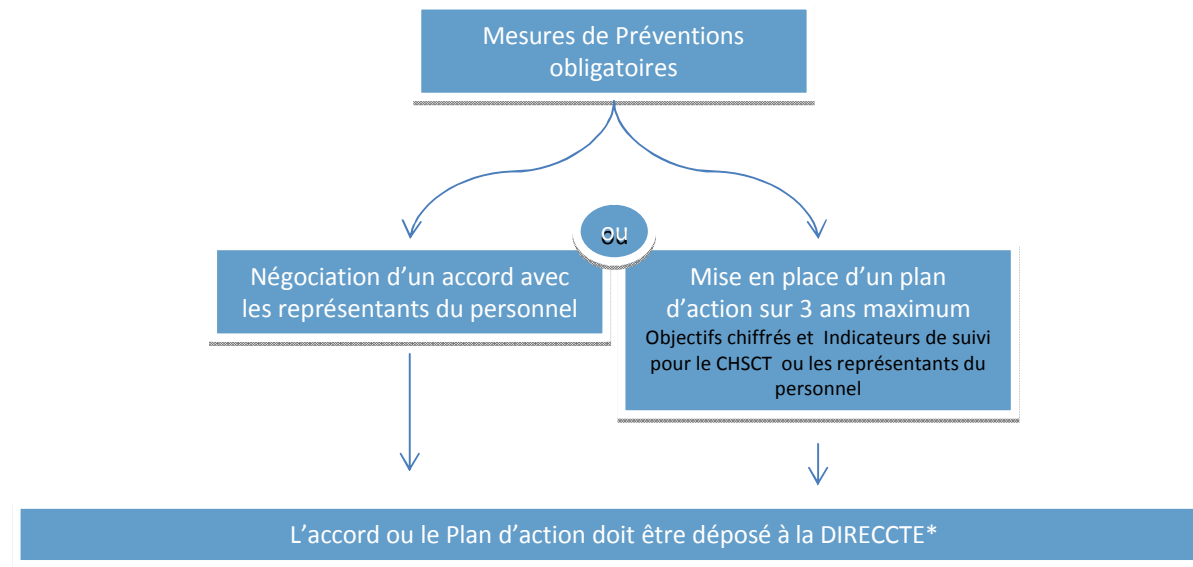 Mesures de Préventions
obligatoires
ou
Négociation d’un accord avec
les représentants du personnel
Mise en place d’un plan
d’action sur 3 ans maximum
Objectifs chiffrés et Indicateurs de suivi
pour le CHSCT ou les représentants du
personnel
L’accord ou le Plan d’action doit être déposé à la DIRECCTE*